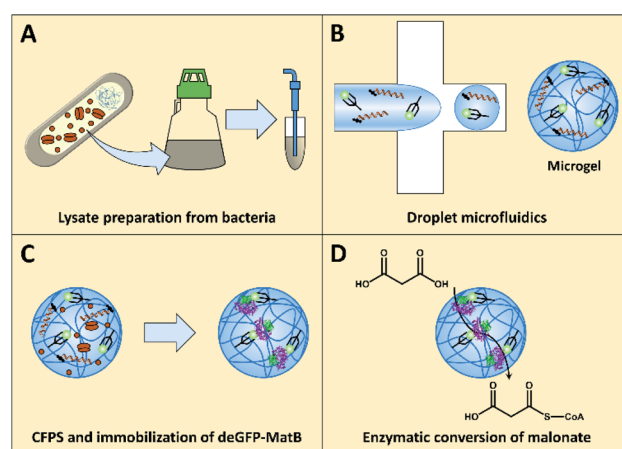 A
Lysate preparation from bacteria
B
Microgel
Droplet microfluidics
C
CFPS and immobilization of deGFP-MatB
D
O O
HO OH
O O
HO S CoA
Enzymatic conversion of malonate